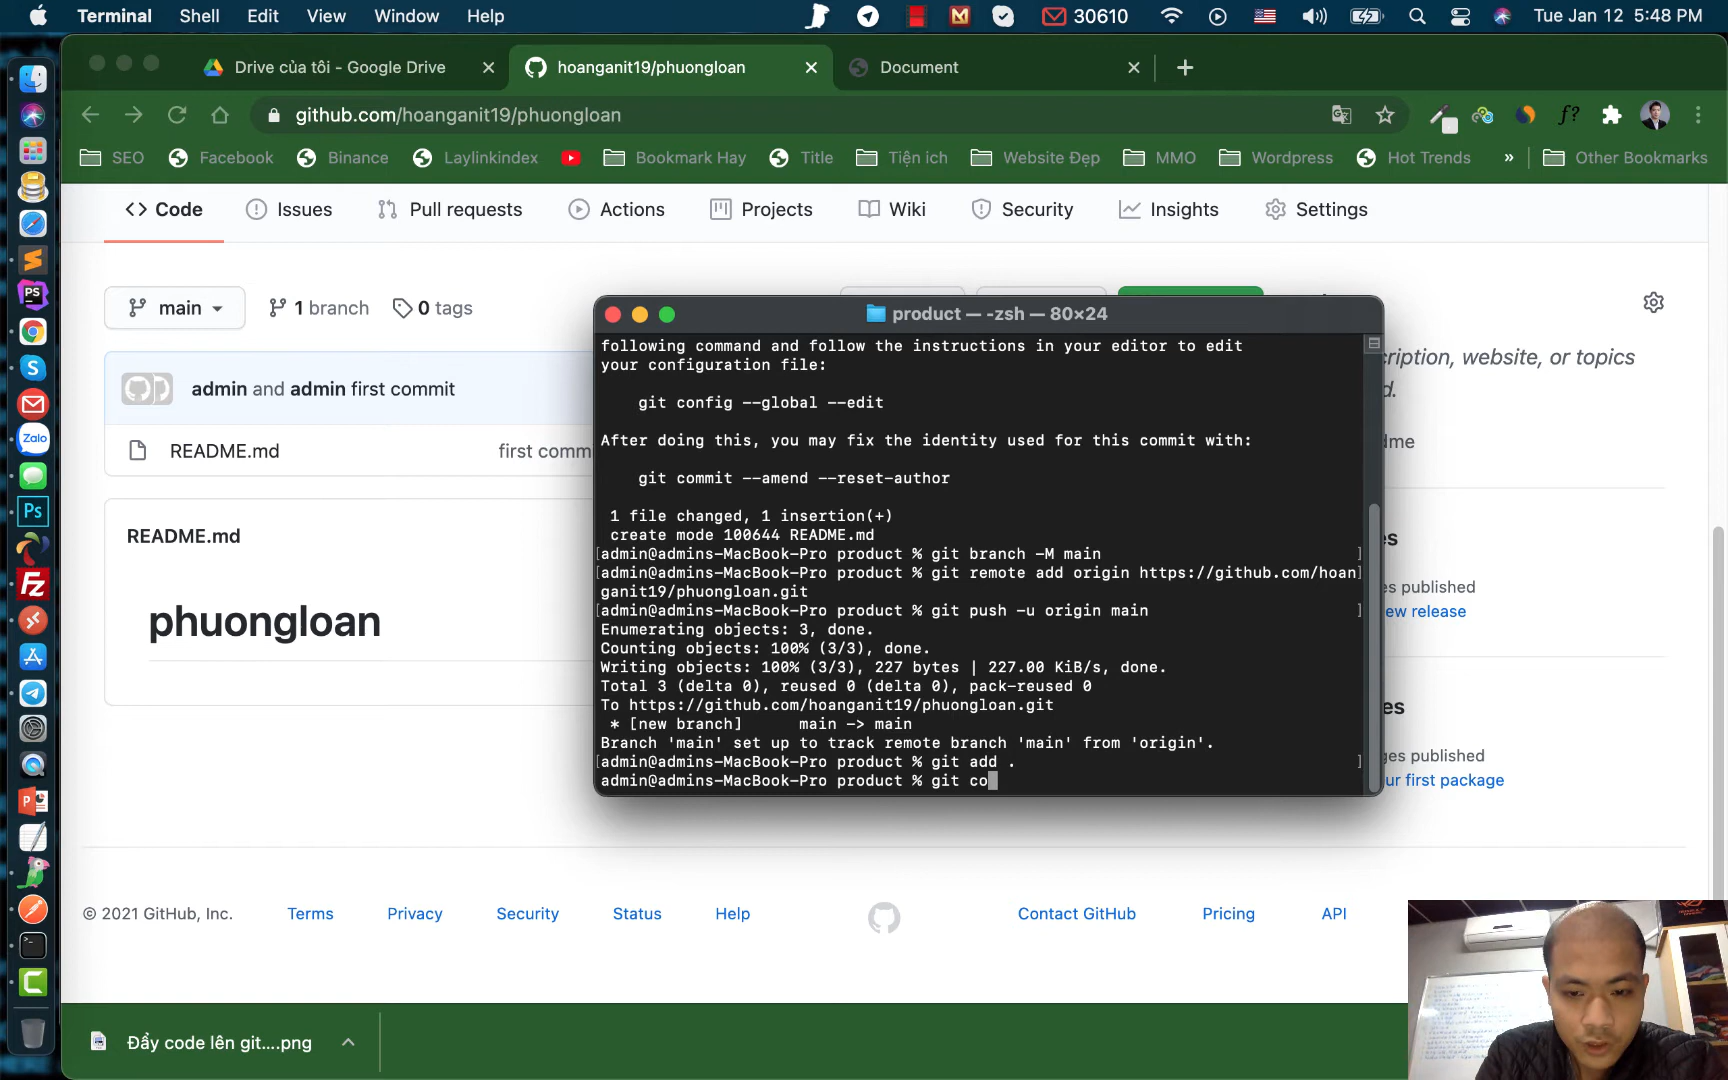 Terminal Shell Edit View Window Help 30610 Tue Jan 12 5:48 PM
Drive của tôi - Google Drive hoanganit19/phuongloan Document
github.com/hoanganit19/phuongloan f?
SEO Facebook Binance Laylinkindex Bookmark Hay Title Tiện ich Website Đẹp MMO Wordpress Hot Trends » Other Bookmarks
Code Issues Pull requests Actions Projects Wiki Security Insights Settings
main 1 branch 0 tags
admin and admin first commit
README.md first comm
README.md
phuongloan
cription, website, or topics
d.
dme
es
es published
ew release
es
ges published
ur first package
product — -zsh — 80×24
following command and follow the instructions in your editor to edit
your configuration file:
git config --global --edit
After doing this, you may fix the identity used for this commit with:
git commit --amend --reset-author
1 file changed, 1 insertion(+)
create mode 100644 README.md
[admin@admins-MacBook-Pro product % git branch -M main ]
[admin@admins-MacBook-Pro product % git remote add origin https://github.com/hoan]
ganit19/phuongloan.git
[admin@admins-MacBook-Pro product % git push -u origin main ]
Enumerating objects: 3, done.
Counting objects: 100% (3/3), done.
Writing objects: 100% (3/3), 227 bytes | 227.00 KiB/s, done.
Total 3 (delta 0), reused 0 (delta 0), pack-reused 0
To https://github.com/hoanganit19/phuongloan.git
* [new branch] main -> main
Branch 'main' set up to track remote branch 'main' from 'origin'.
[admin@admins-MacBook-Pro product % git add . ]
admin@admins-MacBook-Pro product % git co
© 2021 GitHub, Inc. Terms Privacy Security Status Help Contact GitHub Pricing API
Đẩy code lên git....png
PS
Zalo
Ps
Fz